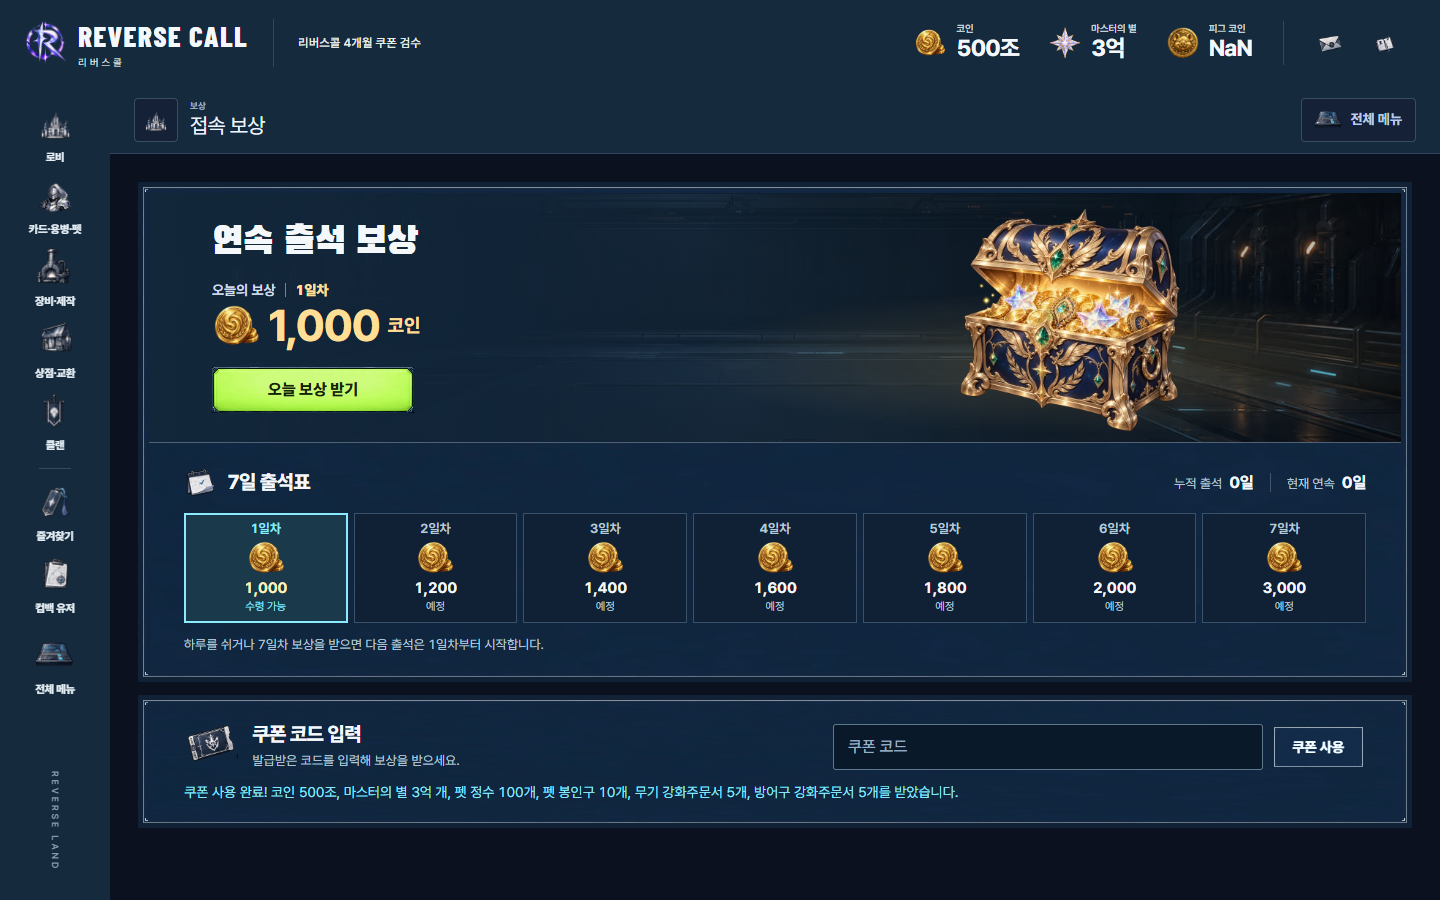 REVERSE CALL
리버스콜
리버스콜 4개월 쿠폰 검수
코인
500조
마스터의 별
3억
피그 코인
NaN
보상
접속 보상
전체 메뉴
로비
카드·용병·펫
장비·제작
상점·교환
클랜
즐겨찾기
컴백 유저
전체 메뉴
REVERSE LAND
연속 출석 보상
오늘의 보상 1일차
1,000 코인
오늘 보상 받기
7일 출석표
누적 출석 0일 현재 연속 0일
1일차 2일차 3일차 4일차 5일차 6일차 7일차
1,000 1,200 1,400 1,600 1,800 2,000 3,000
수령 가능 예정 예정 예정 예정 예정 예정
하루를 쉬거나 7일차 보상을 받으면 다음 출석은 1일차부터 시작합니다.
쿠폰 코드 입력
발급받은 코드를 입력해 보상을 받으세요.
쿠폰 코드
쿠폰 사용
쿠폰 사용 완료! 코인 500조, 마스터의 별 3억 개, 펫 정수 100개, 펫 봉인구 10개, 무기 강화주문서 5개, 방어구 강화주문서 5개를 받았습니다.